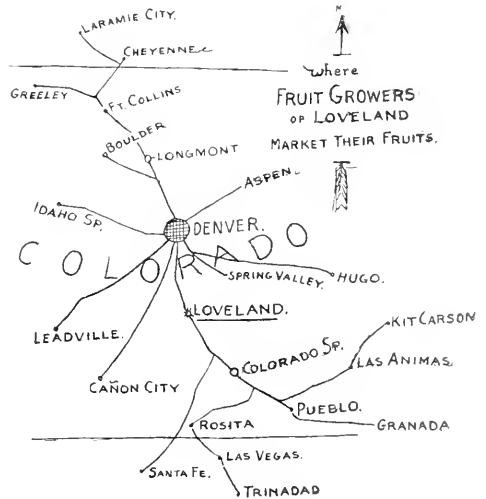 LARAMIE CITY.
CHEYENNE
N
where
FRUIT GROWERS
OF LOVELAND
MARKET THEIR FRUITS.
GREELEY
FT. COLLINS
BOULDER
LONGMONT
ASPEN.
IDAHO SP.
DENVER.
COLORADO
SPRING VALLEY.
HUGO.
LOVELAND.
LEADVILLE.
KIT CARSON
COLORADO SP.
LAS ANIMAS.
CAÑON CITY
PUEBLO.
ROSITA
GRANADA
LAS VEGAS.
SANTA FE.
TRINADAD